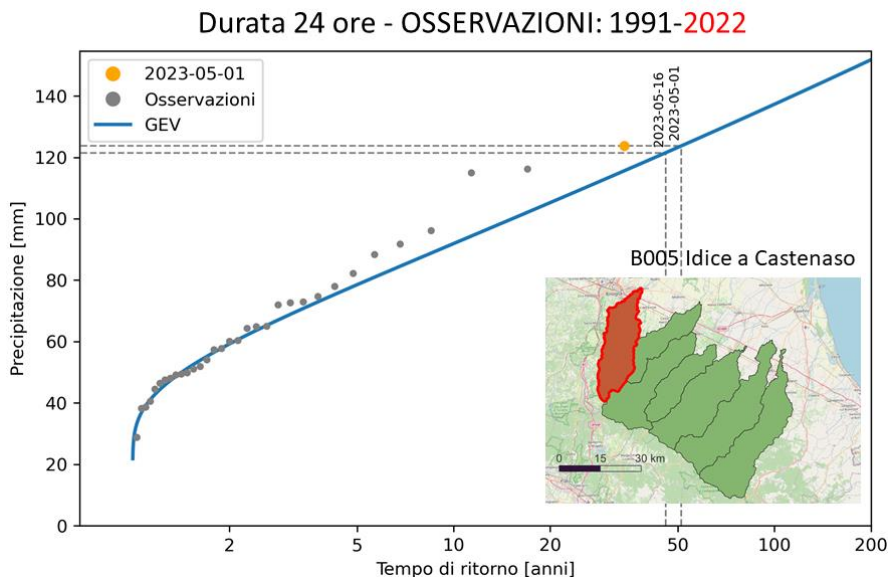 Durata 24 ore - OSSERVAZIONI: 1991-2022
2023-05-01
Osservazioni
GEV
2023-05-16
2023-05-01
Precipitazione [mm]
140
120
100
80
60
40
20
0
B005 Idice a Castenaso
0 15 30 km
2 5 10 20 50 100 200
Tempo di ritorno [anni]